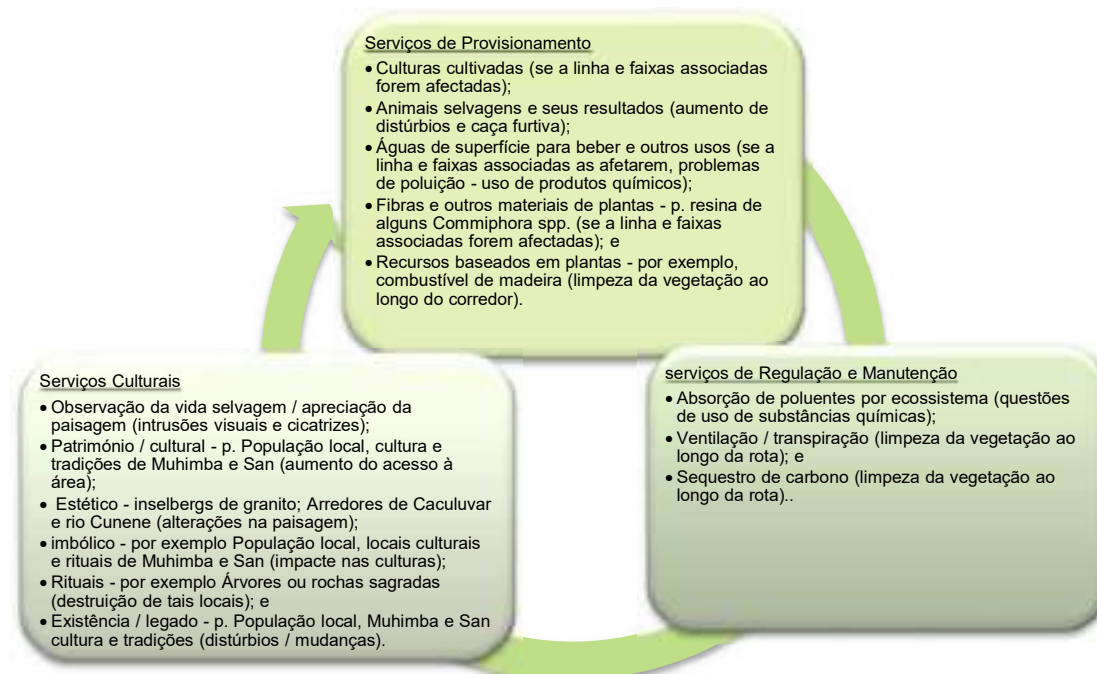 Serviços de Provisionamento
• Culturas cultivadas (se a linha e faixas associadas
forem afectadas);
• Animais selvagens e seus resultados (aumento de
distúrbios e caça furtiva);
• Águas de superfície para beber e outros usos (se a
linha e faixas associadas as afetarem, problemas
de poluição - uso de produtos químicos);
• Fibras e outros materiais de plantas - p. resina de
alguns Commiphora spp. (se a linha e faixas
associadas forem afectadas); e
• Recursos baseados em plantas - por exemplo,
combustível de madeira (limpeza da vegetação ao
longo do corredor).
serviços de Regulação e Manutenção
• Absorção de poluentes por ecossistema (questões
de uso de substâncias químicas);
• Ventilação / transpiração (limpeza da vegetação ao
longo da rota); e
• Sequestro de carbono (limpeza da vegetação ao
longo da rota)..
Serviços Culturais
• Observação da vida selvagem / apreciação da
paisagem (intrusões visuais e cicatrizes);
• Património / cultural - p. População local, cultura e
tradições de Muhimba e San (aumento do acesso à
área);
• Estético - inselbergs de granito; Arredores de Caculuvar
e rio Cunene (alterações na paisagem);
• imbólico - por exemplo População local, locais culturais
e rituais de Muhimba e San (impacte nas culturas);
• Rituais - por exemplo Árvores ou rochas sagradas
(destruição de tais locais); e
• Existência / legado - p. População local, Muhimba e San
cultura e tradições (distúrbios / mudanças).